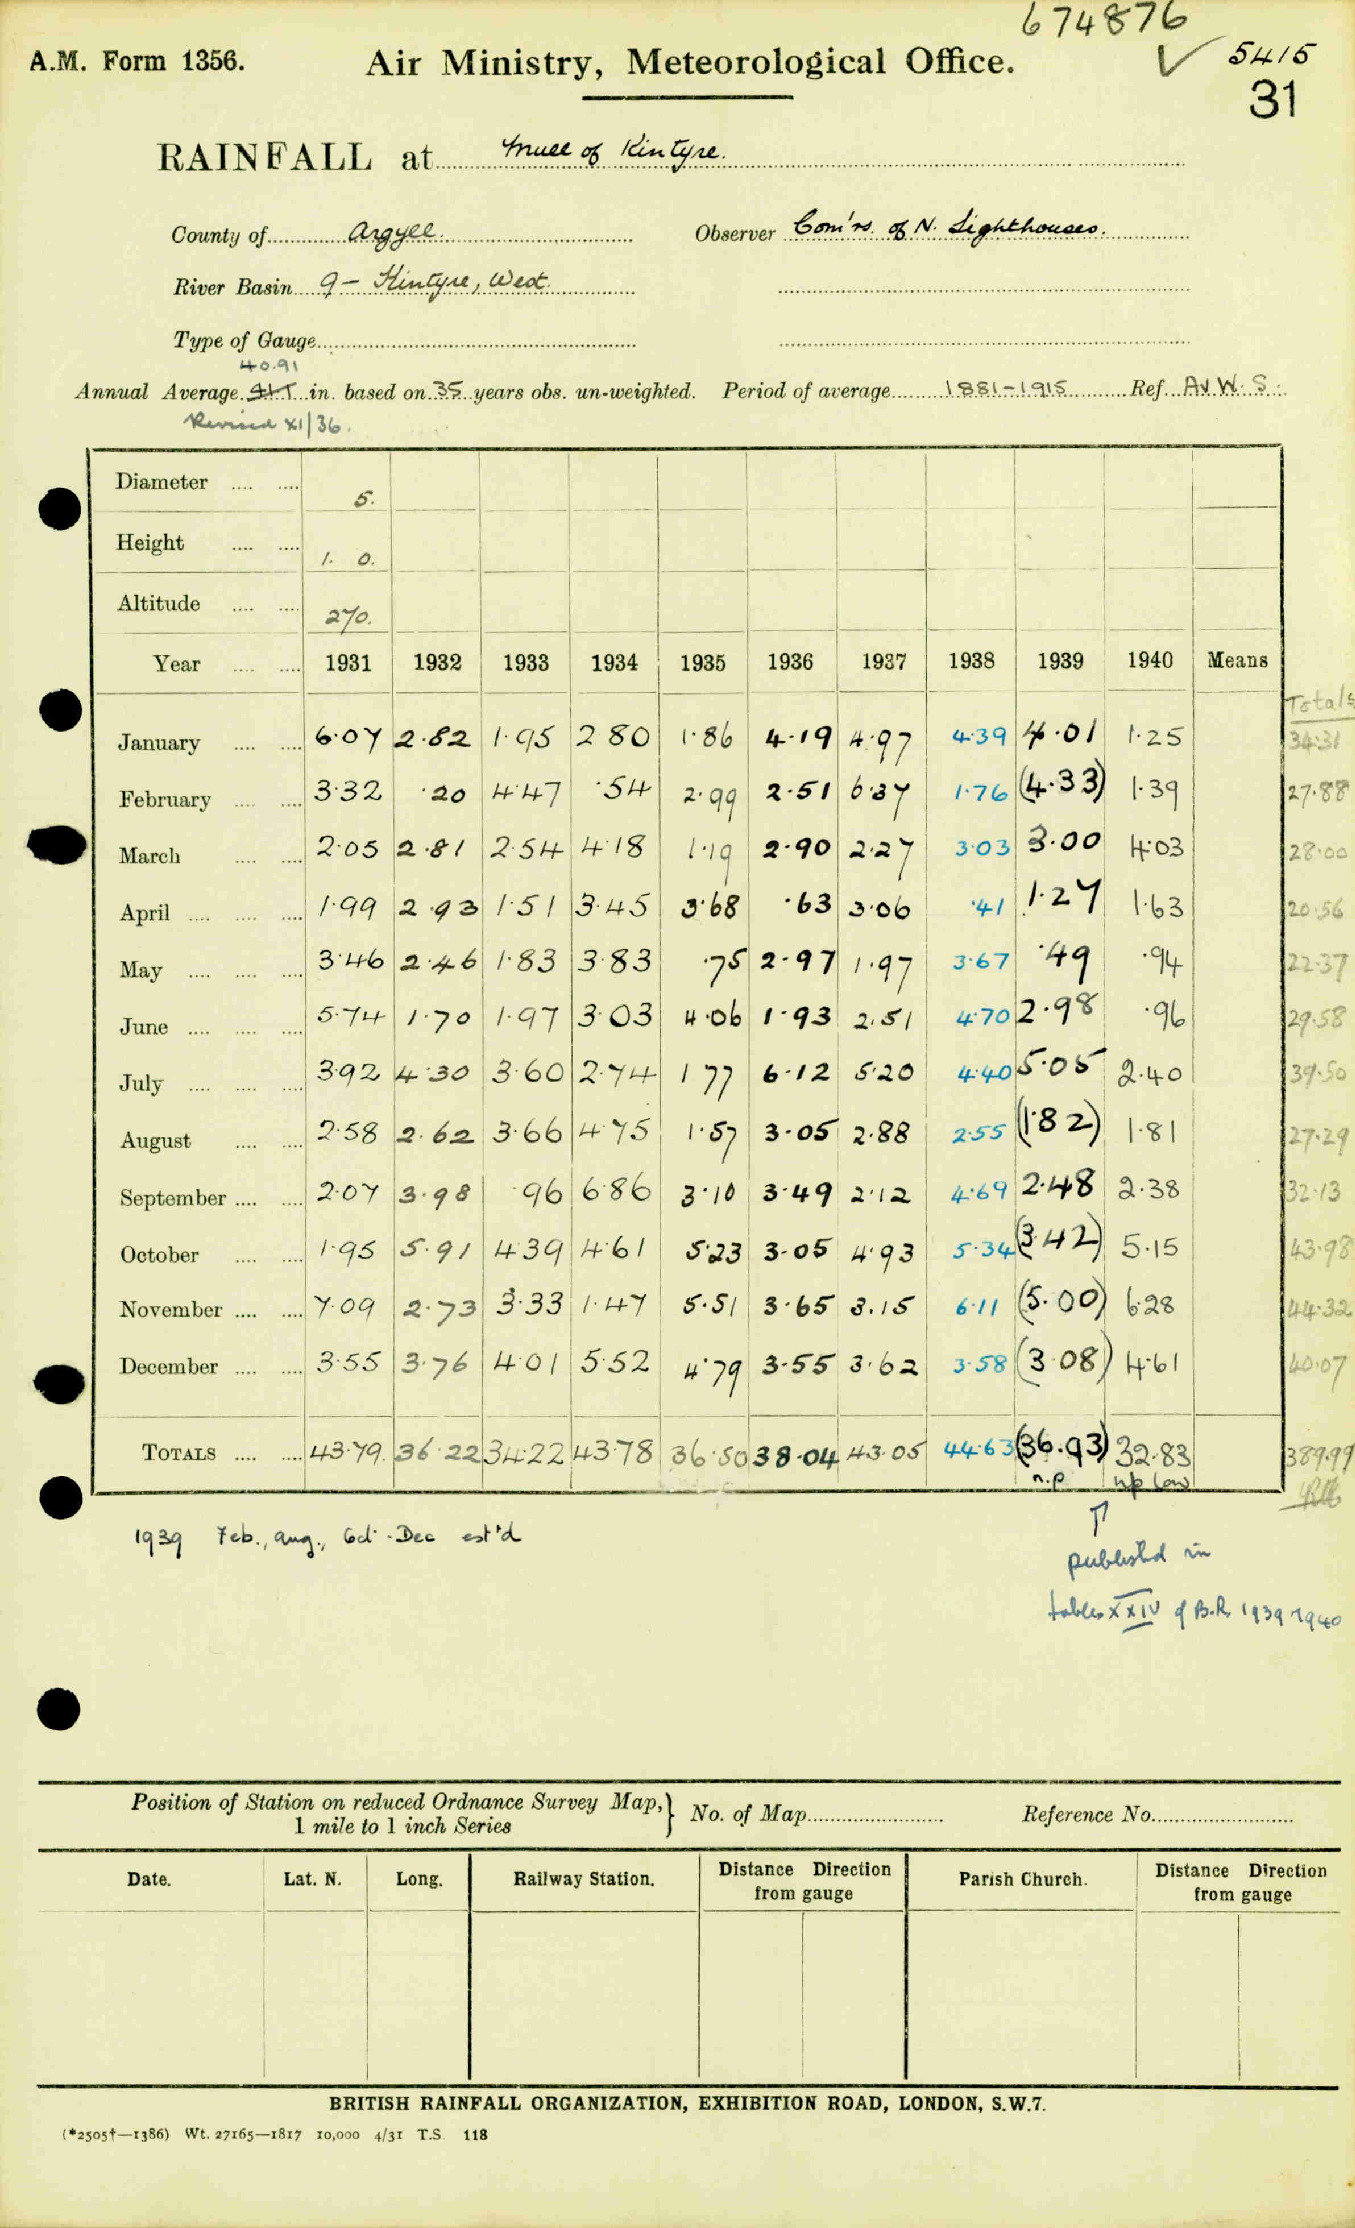 674876
A.M. Form 1356. Air Ministry, Meteorological Office. ✓ 5415
31
RAINFALL at Mull of Kintyre.
County of Argyll. Observer Com'rs. of N. Lighthouses.
River Basin 9 - Kintyre, West.
Type of Gauge
40.91
Annual Average in. based on 35 years obs. un-weighted. Period of average 1881-1915 Ref. Av. W. S.
Revised XI/36.
Diameter 5.
Height 1. 0.
Altitude 270.
Year 1931 1932 1933 1934 1935 1936 1937 1938 1939 1940 Means
Totals
January 6.07 2.82 1.95 2.80 1.86 4.19 4.97 4.39 4.01 1.25 34.31
February 3.32 .20 4.47 .54 2.99 2.51 6.37 1.76 (4.33) 1.39 27.88
March 2.05 2.81 2.54 4.18 1.19 2.90 2.27 3.03 3.00 4.03 28.00
April 1.99 2.93 1.51 3.45 3.68 .63 3.06 .41 1.27 1.63 20.56
May 3.46 2.46 1.83 3.83 .75 2.97 1.97 3.67 .49 .94 22.37
June 5.74 1.70 1.97 3.03 4.06 1.93 2.51 4.70 2.98 .96 29.58
July 3.92 4.30 3.60 2.74 1.77 6.12 5.20 4.40 5.05 2.40 39.50
August 2.58 2.62 3.66 4.75 1.57 3.05 2.88 2.55 (1.82) 1.81 27.29
September 2.07 3.98 .96 6.86 3.10 3.49 2.12 4.69 2.48 2.38 32.13
October 1.95 5.91 4.39 4.61 5.23 3.05 4.93 5.34 (3.42) 5.15 43.98
November 7.09 2.73 3.33 1.47 5.51 3.65 3.15 6.11 (5.00) 6.28 44.32
December 3.55 3.76 4.01 5.52 4.79 3.55 3.62 3.58 (3.08) 4.61 40.07
TOTALS 43.79 36.22 34.22 43.78 36.50 38.04 43.05 44.63 (36.93) 32.83 389.99
n.p. n/p low
1939 Feb., Aug., Oct - Dec est'd
↑
published in
tables XXIV of B.R. 1939 1940
Position of Station on reduced Ordnance Survey Map, } No. of Map Reference No.
1 mile to 1 inch Series
Date. Lat. N. Long. Railway Station. Distance Direction from gauge Parish Church. Distance Direction from gauge
BRITISH RAINFALL ORGANIZATION, EXHIBITION ROAD, LONDON, S.W.7.
(*2505†—1386) Wt. 27165—1817 10,000 4/31 T.S. 118